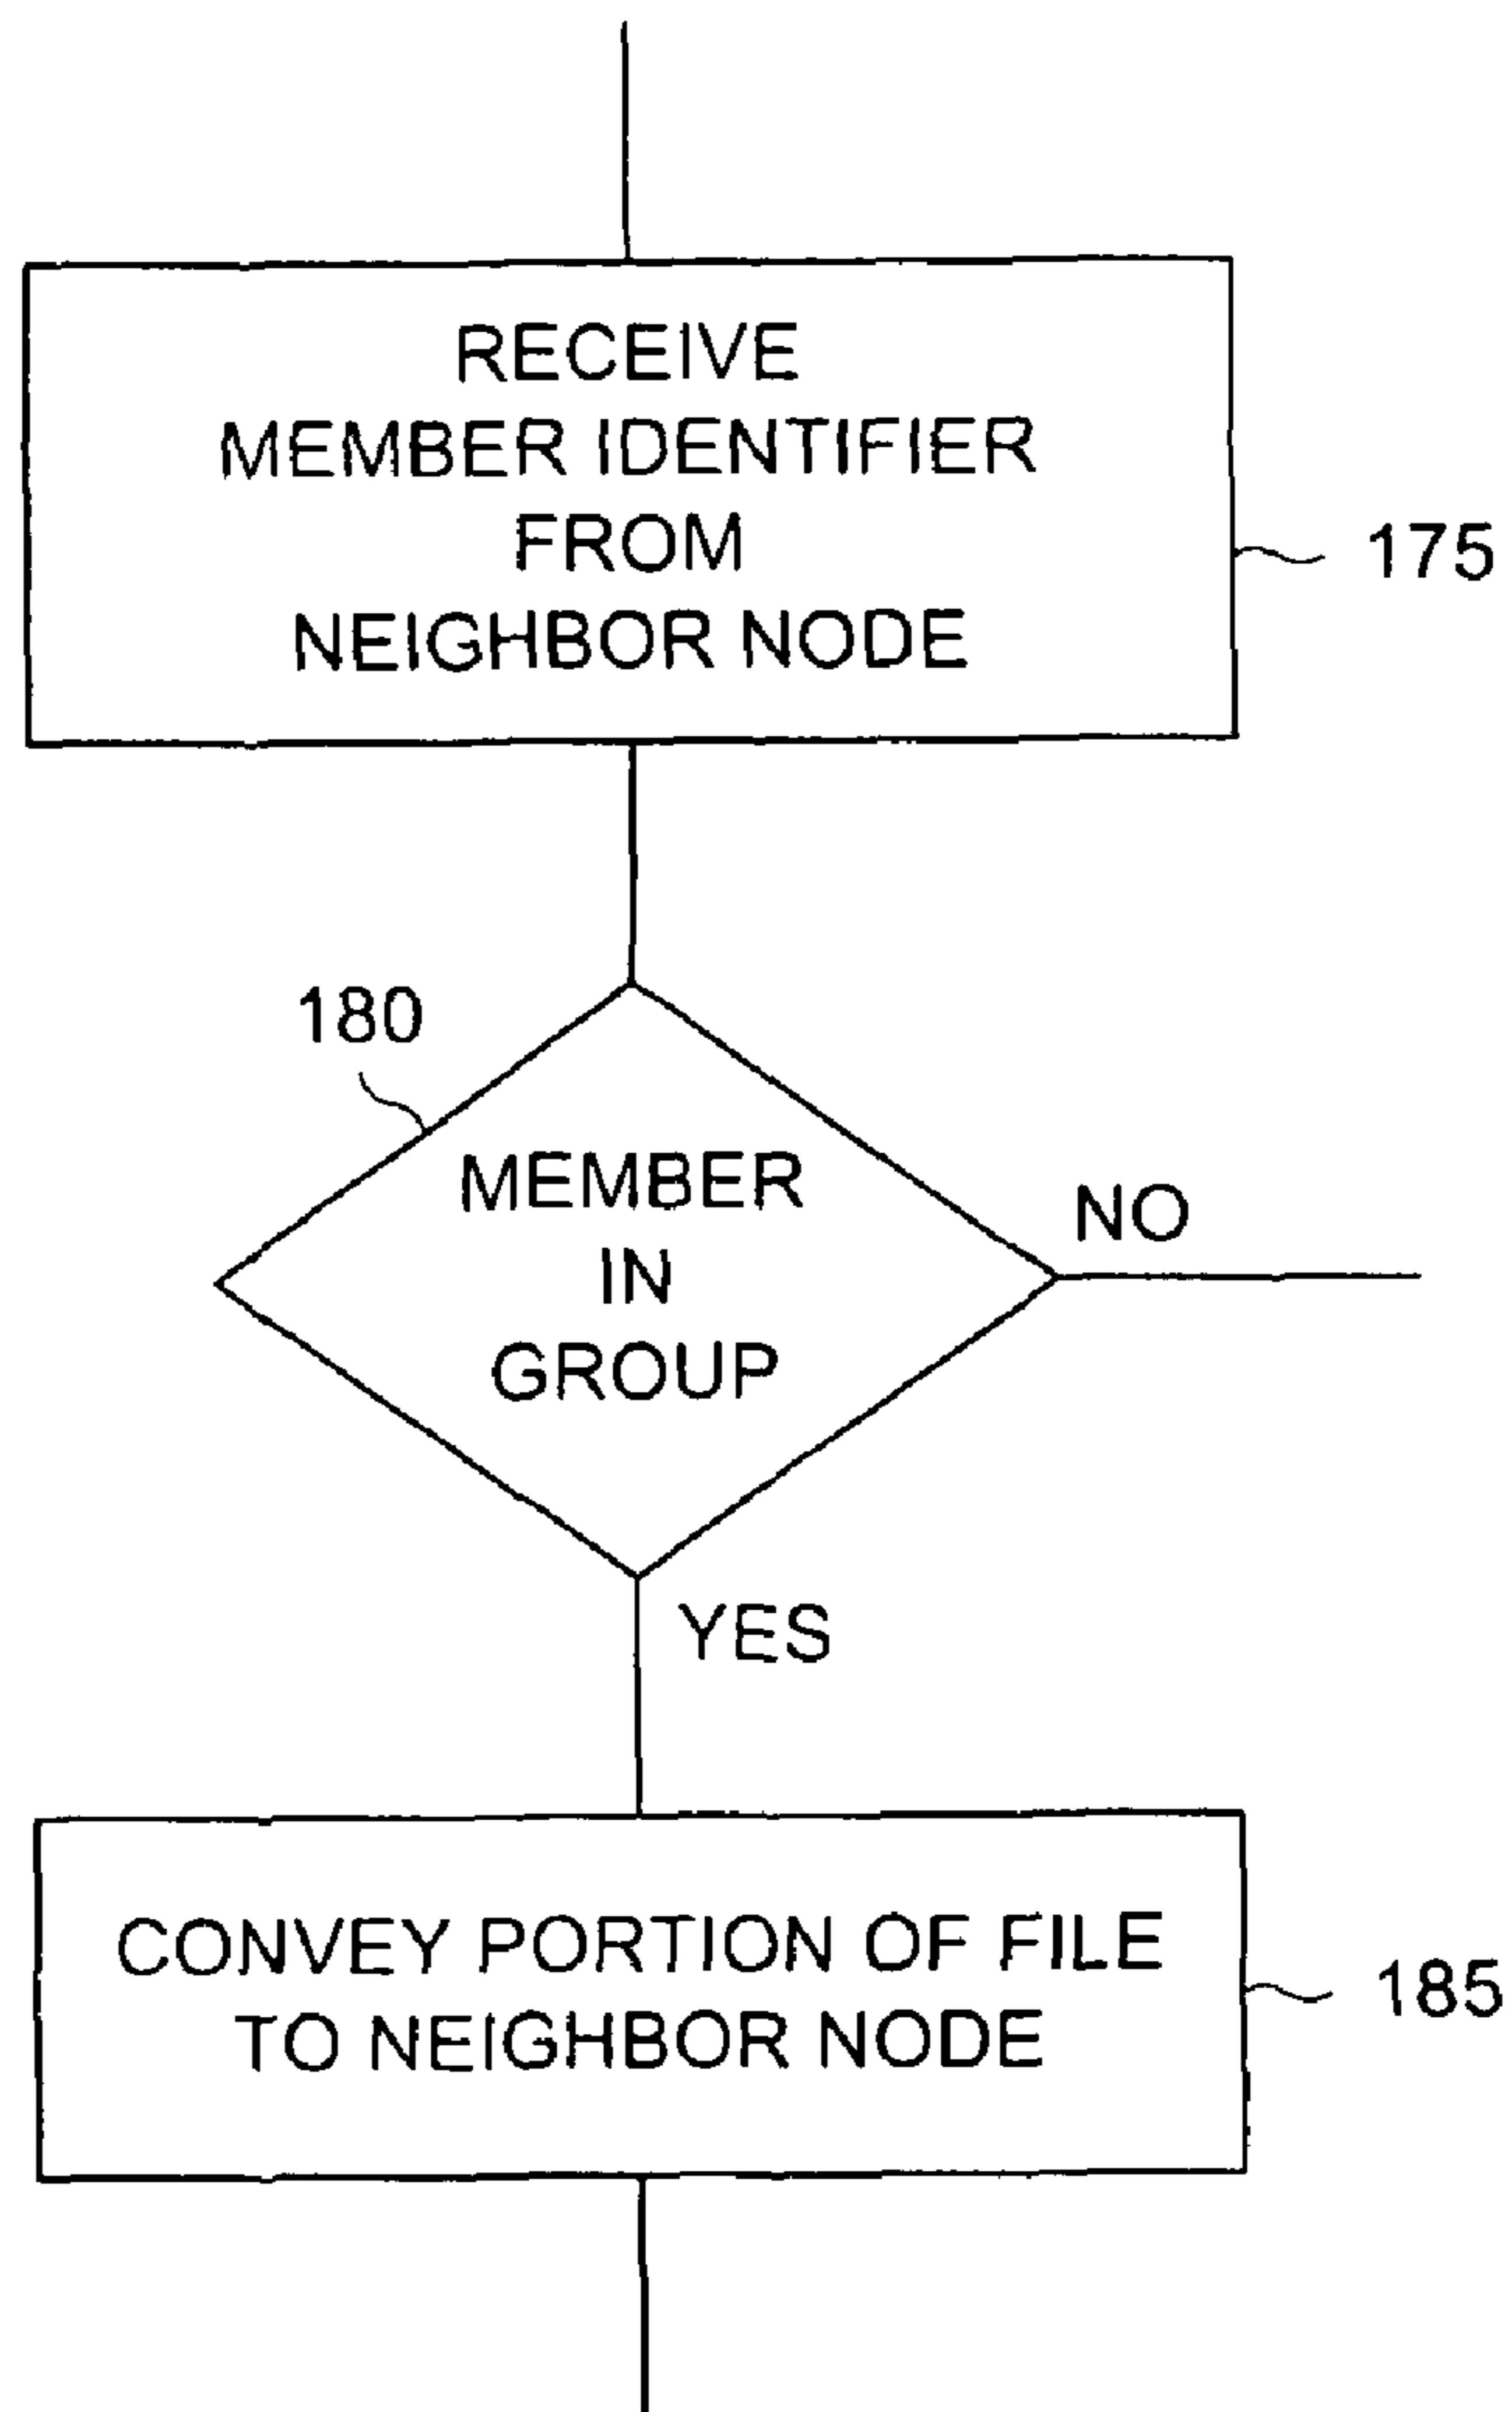 RECEIVE
MEMBER IDENTIFIER
FROM
NEIGHBOR NODE
175
180
MEMBER
IN
GROUP
NO
YES
CONVEY PORTION OF FILE
TO NEIGHBOR NODE
185